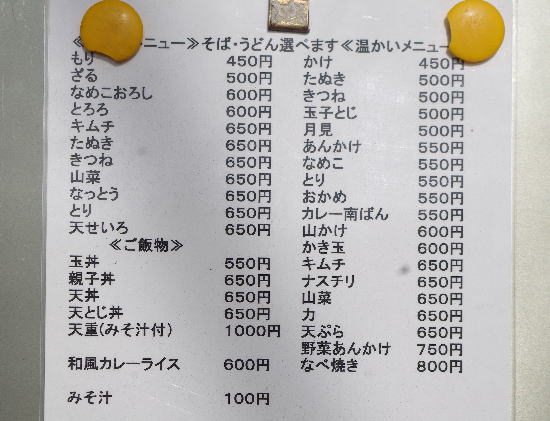 メニュー≫そば・うどん選べます≪温かいメニュー
もり 450円
ざる 500円
なめこおろし 600円
とろろ 600円
キムチ 650円
たぬき 650円
きつね 650円
山菜 650円
なっとう 650円
とり 650円
天せいろ 650円
≪ご飯物≫
玉丼 550円
親子丼 650円
天丼 650円
天とじ丼 650円
天重(みそ汁付) 1000円
和風カレーライス 600円
みそ汁 100円
かけ 450円
たぬき 500円
きつね 500円
玉子とじ 500円
月見 500円
あんかけ 550円
なめこ 550円
とり 550円
おかめ 550円
カレー南ばん 550円
山かけ 600円
かき玉 600円
キムチ 650円
ナスチリ 650円
山菜 650円
力 650円
天ぷら 650円
野菜あんかけ 750円
なべ焼き 800円